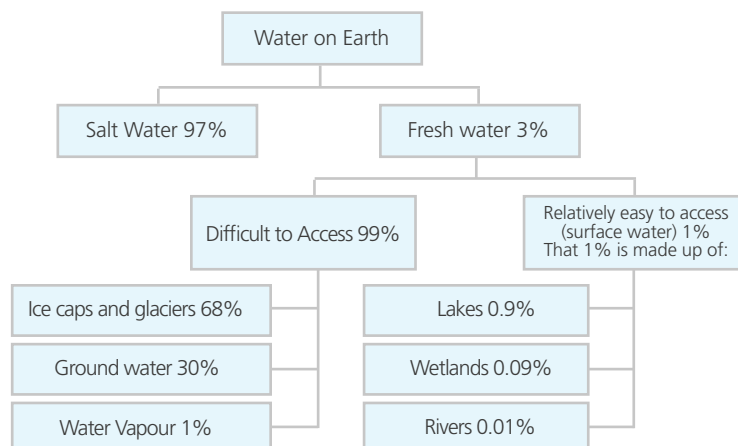 Water on Earth
Salt Water 97%
Fresh water 3%
Difficult to Access 99%
Relatively easy to access
(surface water) 1%
That 1% is made up of:
Ice caps and glaciers 68%
Ground water 30%
Water Vapour 1%
Lakes 0.9%
Wetlands 0.09%
Rivers 0.01%